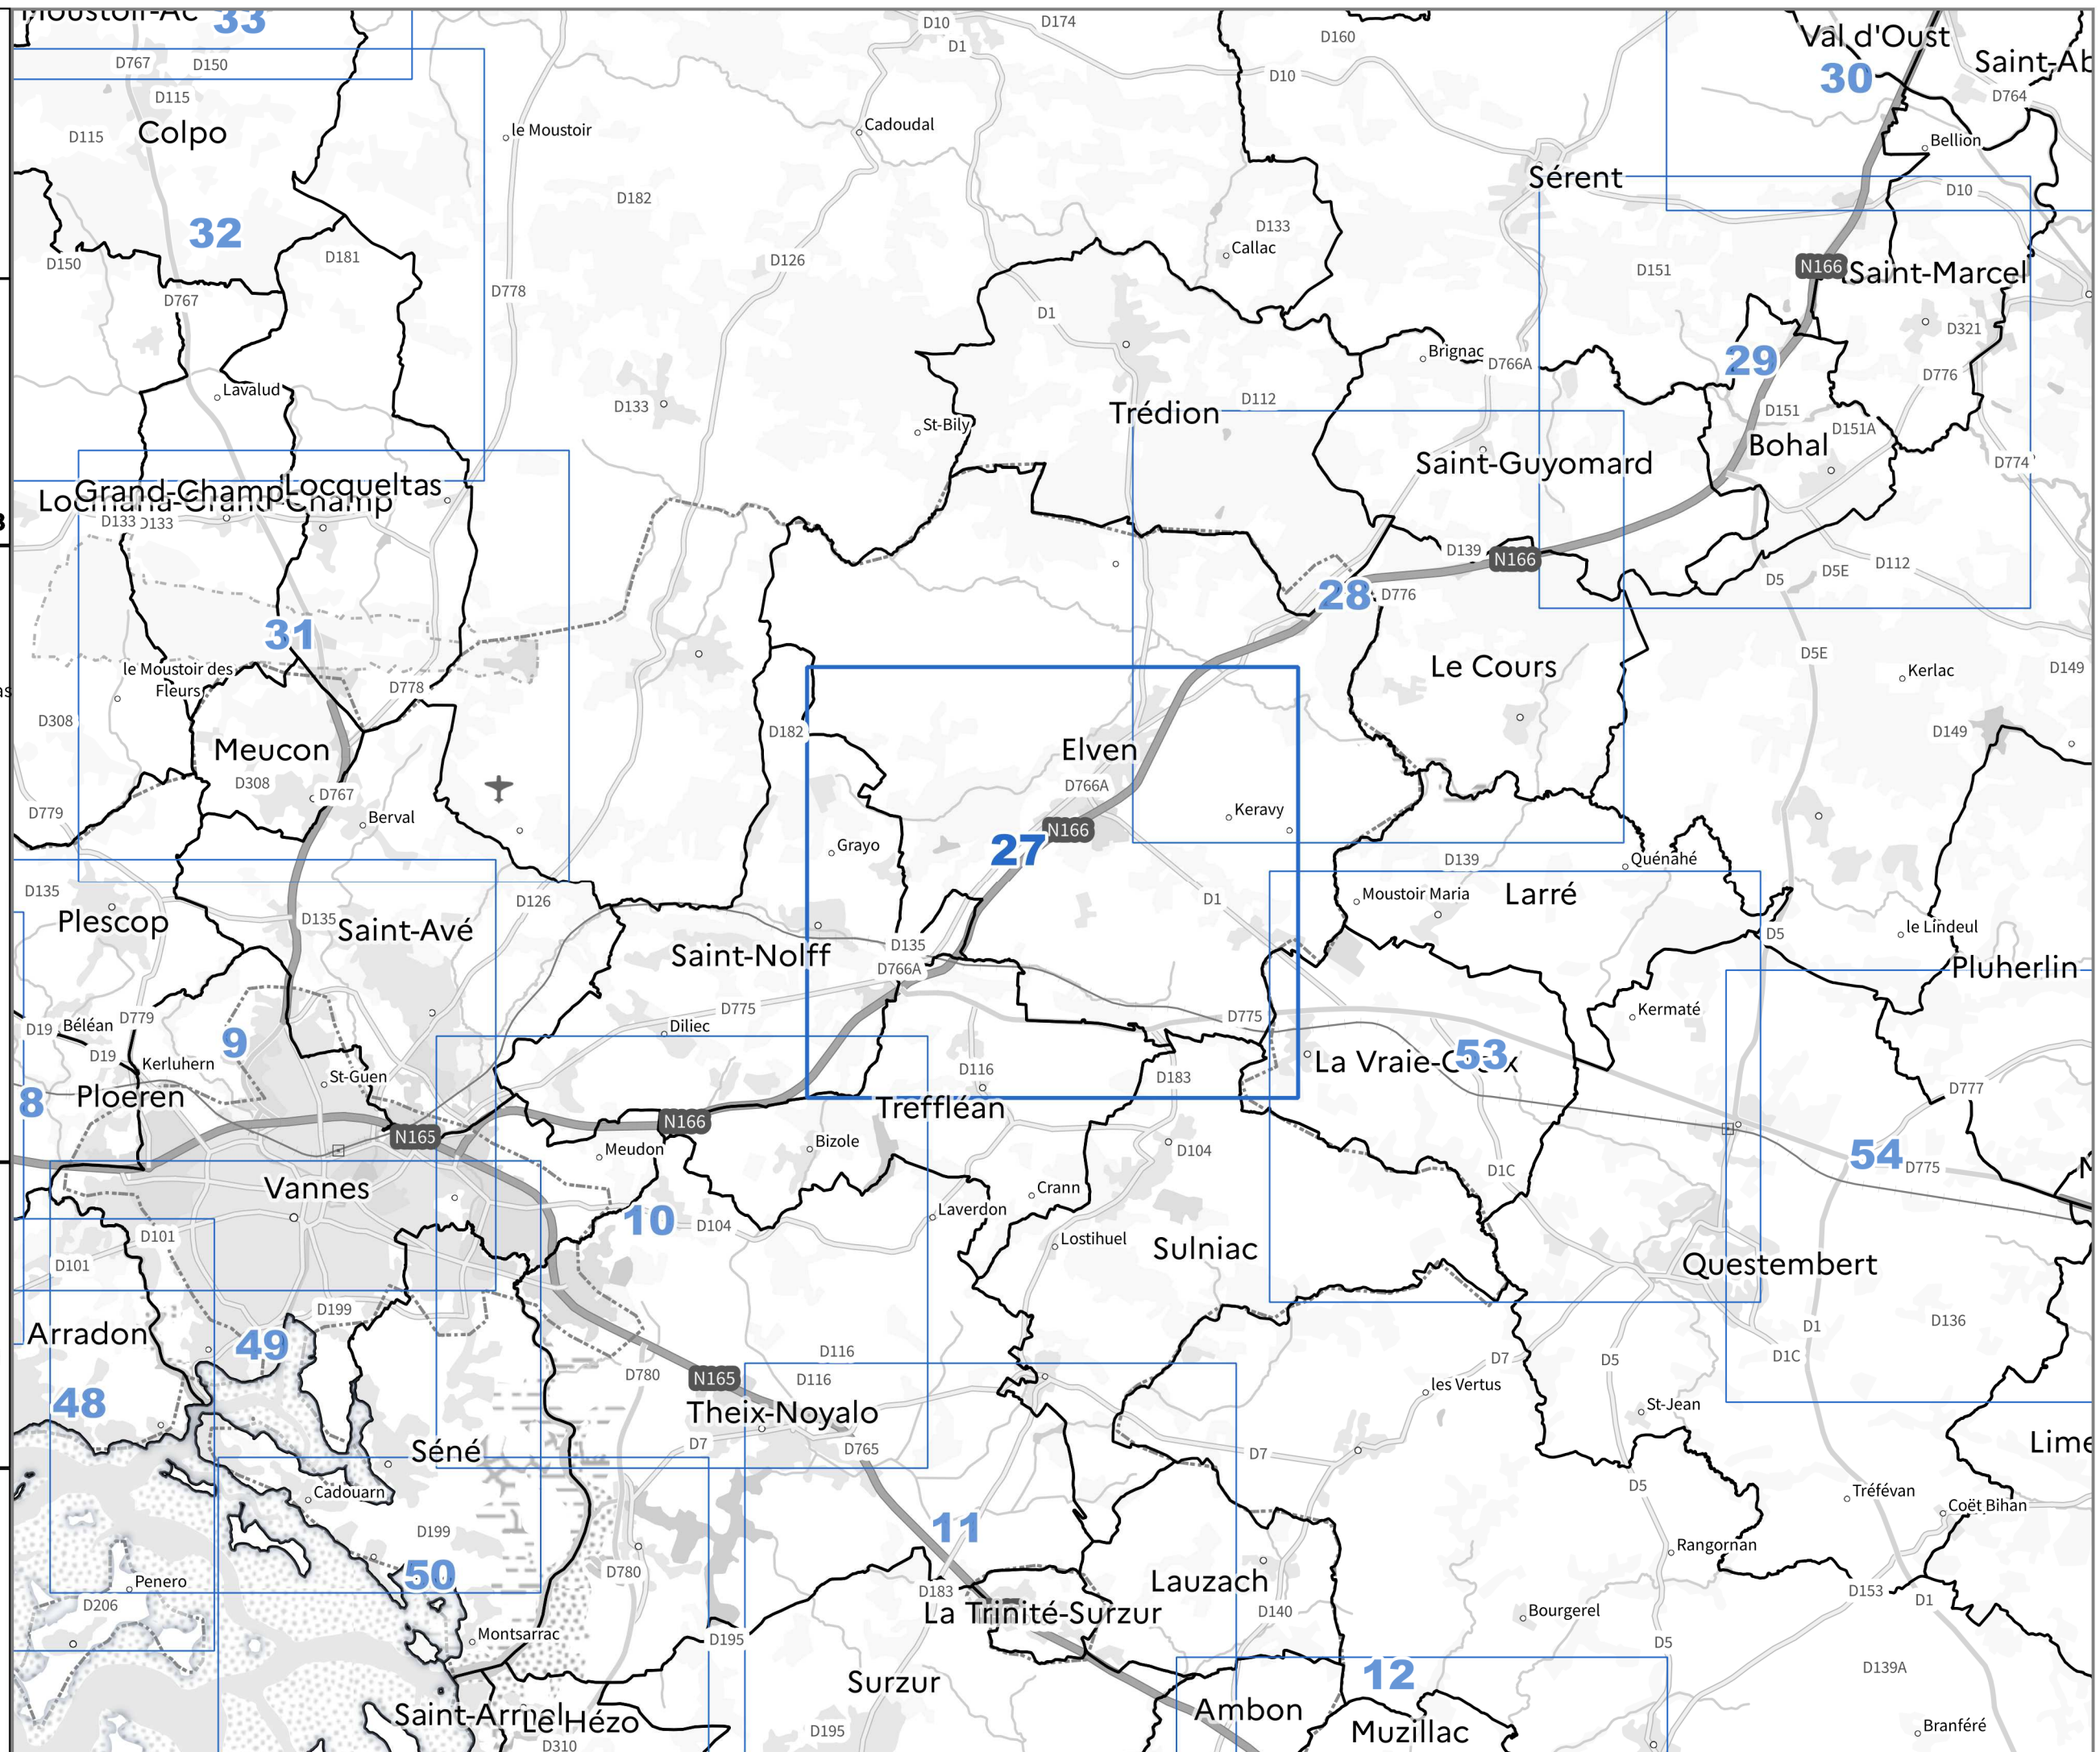 Moustoir-Ac
33
D10
D174
D1
D160
Val d'Oust
30
Saint-Ab
D767
D150
D10
D764
D115
Colpo
D115
le Moustoir
Cadoudal
Bellion
Sérent
D10
D182
32
D133
Callac
D150
D181
D126
D151
N166
Saint-Marcel
D767
D778
D1
D321
Brignac
D766A
29
D776
Lavalud
D133
St-Bily
Trédion
D112
D151
D151A
Bohal
Saint-Guyomard
D774
Grand-Champ
Locqueltas
Locmaria-Grand-Champ
D133
D133
D139
N166
D112
D5E
D5
28
D776
31
D5E
le Moustoir des
Fleurs
Le Cours
Kerlac
D149
D778
D308
D182
D149
Meucon
Elven
D308
D767
D766A
D779
Berval
Keravy
N166
27
Grayo
D139
Quénahé
D135
Moustoir Maria
Larré
D126
D1
Plescop
D135
Saint-Avé
le Lindeul
D5
Saint-Nolff
D135
D766A
Pluherlin
D775
D775
Kermaté
D19
Béléan
D779
Diliec
9
D19
Kerluhern
La Vraie-Croix
53
St-Guen
D116
D183
8
Ploeren
D777
Treffléan
N166
N165
Bizole
Meudon
D104
54
D775
D1C
Vannes
Crann
Laverdon
10
D104
D101
Lostihuel
Sulniac
D101
Questembert
D199
Arradon
49
D1
D136
D116
D1C
D7
D5
D780
N165
D116
les Vertus
48
St-Jean
Theix-Noyalo
D7
D765
Séné
D7
Lime
D5
Cadouarn
Tréfévan
Coët Bihan
D199
11
Rangornan
D780
50
Penero
Lauzach
D183
D153
D1
D206
La Trinité-Surzur
D140
Bourgerel
Montsarrac
D195
D5
Surzur
12
D139A
Saint-Armel
Le Hézo
Ambon
Muzillac
D195
Branféré
D310